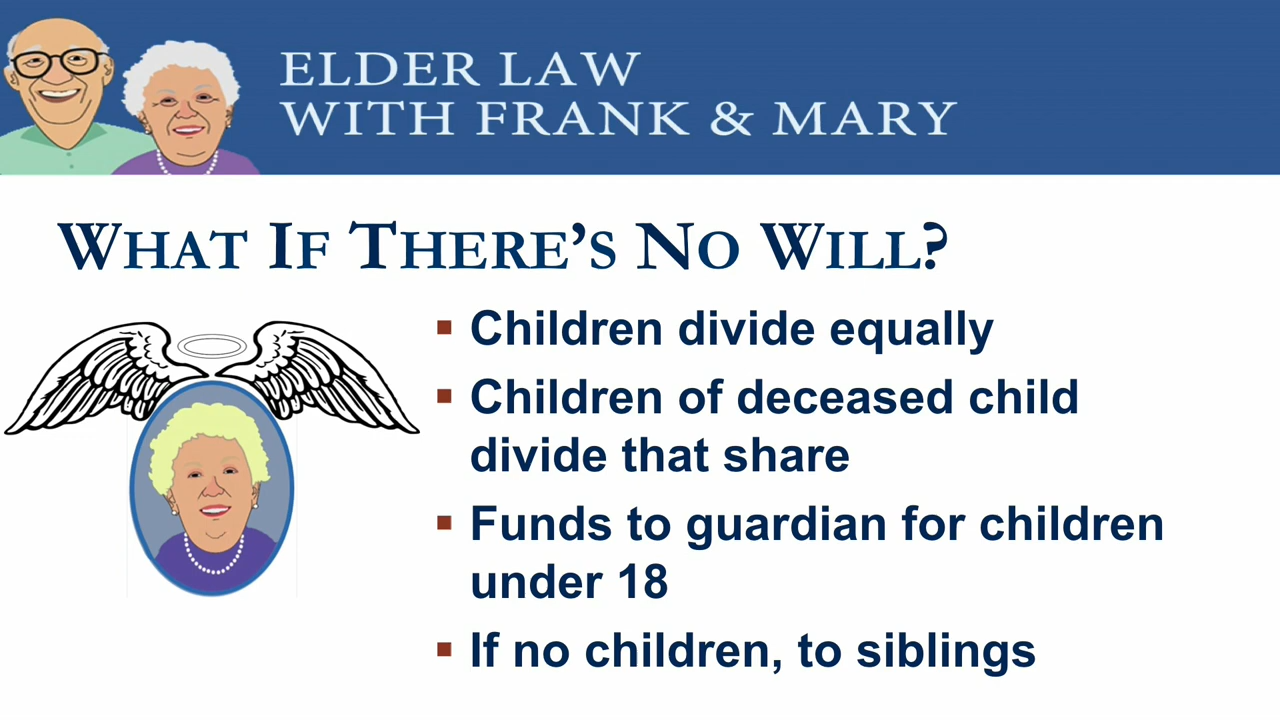 ELDER LAW
WITH FRANK & MARY
WHAT IF THERE'S NO WILL?
▪ Children divide equally
▪ Children of deceased child
divide that share
▪ Funds to guardian for children
under 18
▪ If no children, to siblings